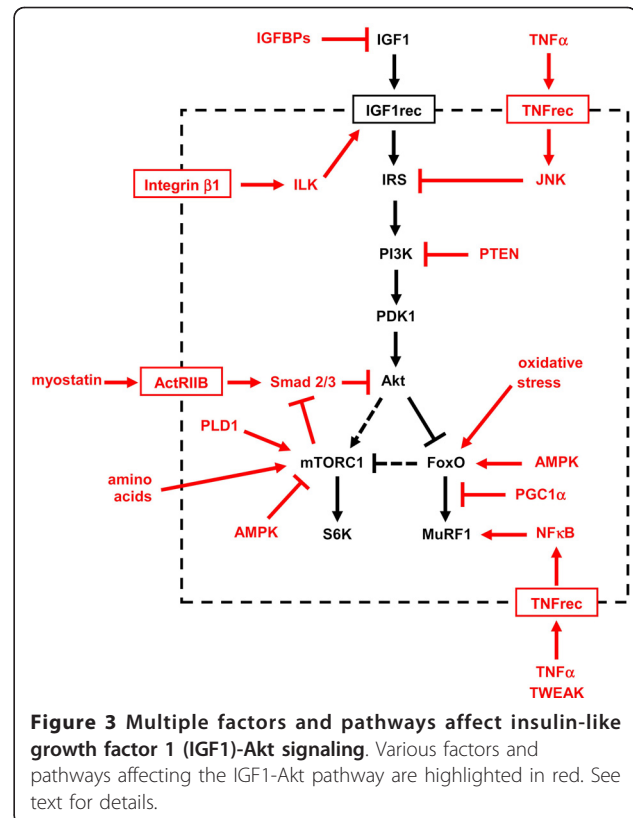 IGFBPs IGF1 TNFα
IGF1rec TNFrec
Integrin β1 ILK IRS JNK
PI3K PTEN
PDK1
myostatin ActRIIB Smad 2/3 Akt
oxidative
stress
PLD1
mTORC1 FoxO AMPK
amino
acids
PGC1α
AMPK S6K MuRF1 NFκB
TNFrec
TNFα
TWEAK
Figure 3 Multiple factors and pathways affect insulin-like
growth factor 1 (IGF1)-Akt signaling. Various factors and
pathways affecting the IGF1-Akt pathway are highlighted in red. See
text for details.